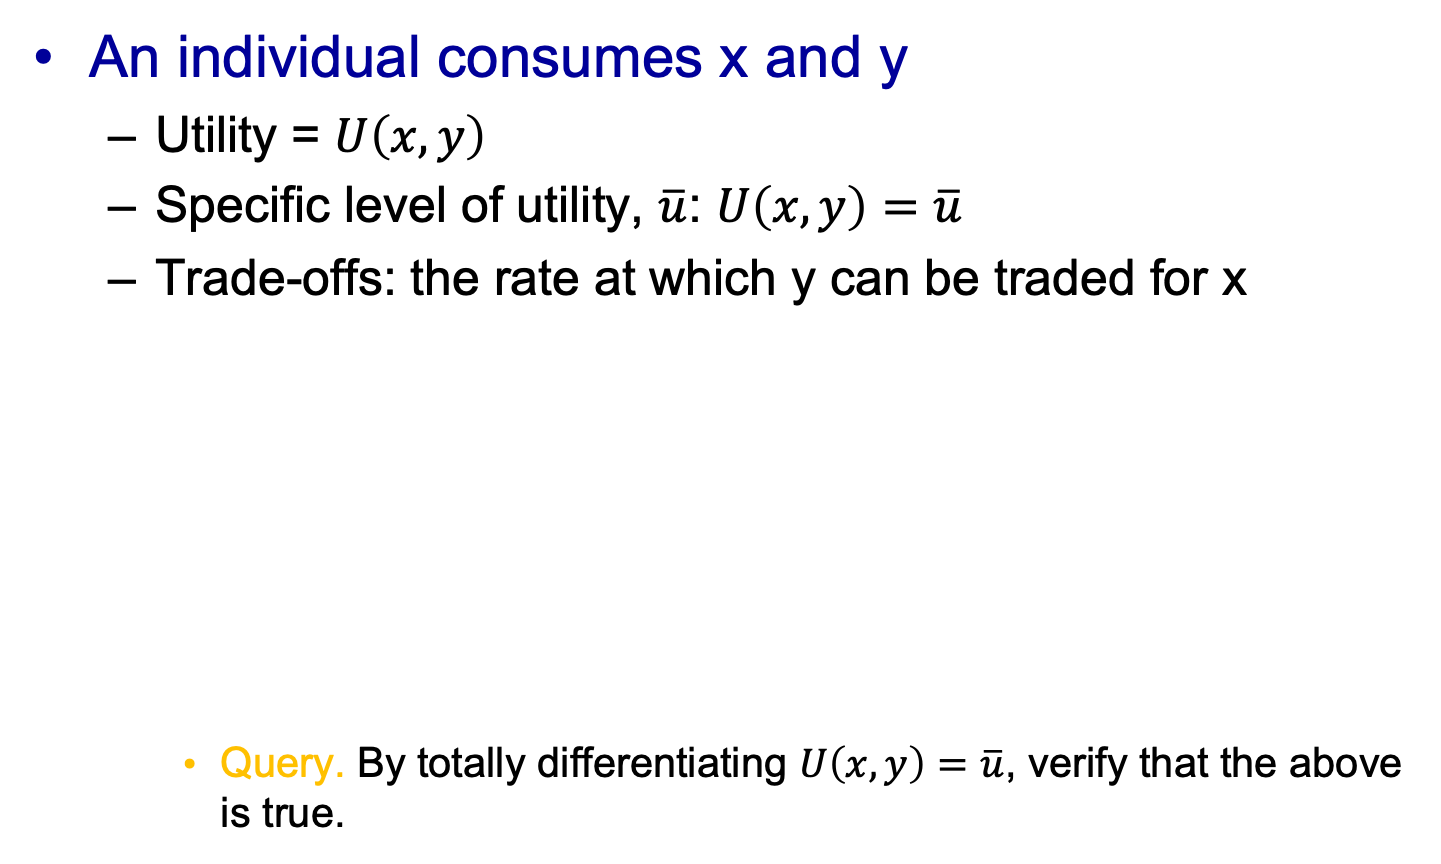 • An individual consumes x and y
– Utility = U(x, y)
– Specific level of utility, ū: U(x, y) = ū
– Trade-offs: the rate at which y can be traded for x
• Query. By totally differentiating U(x, y) = ū, verify that the above
is true.